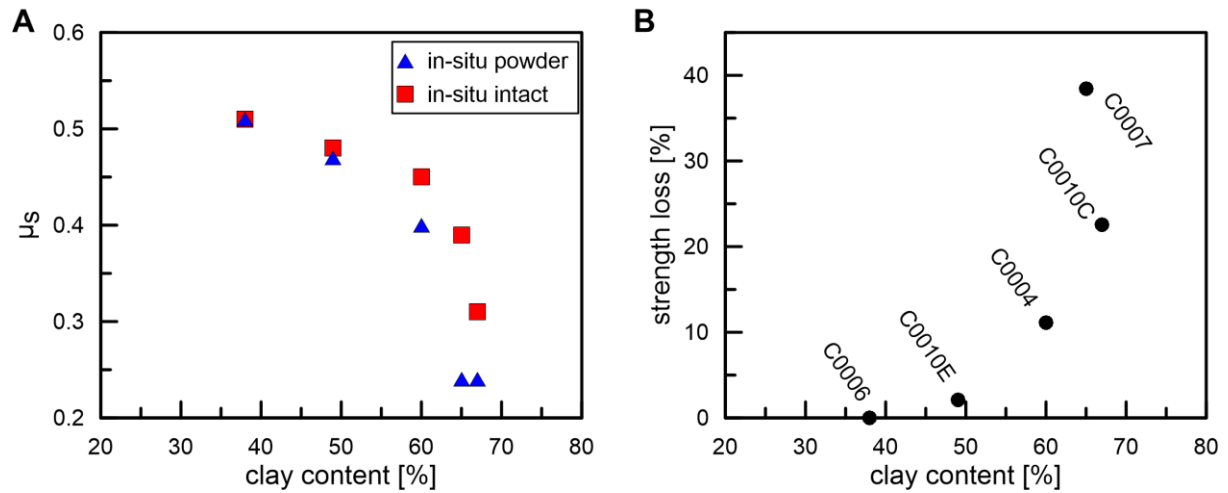 A
0.6
0.5
0.4
0.3
0.2
µs
20 30 40 50 60 70 80
clay content [%]
in-situ powder
in-situ intact
B
40
30
20
10
0
strength loss [%]
20 30 40 50 60 70 80
clay content [%]
C0006
C0010E
C0004
C0010C
C0007